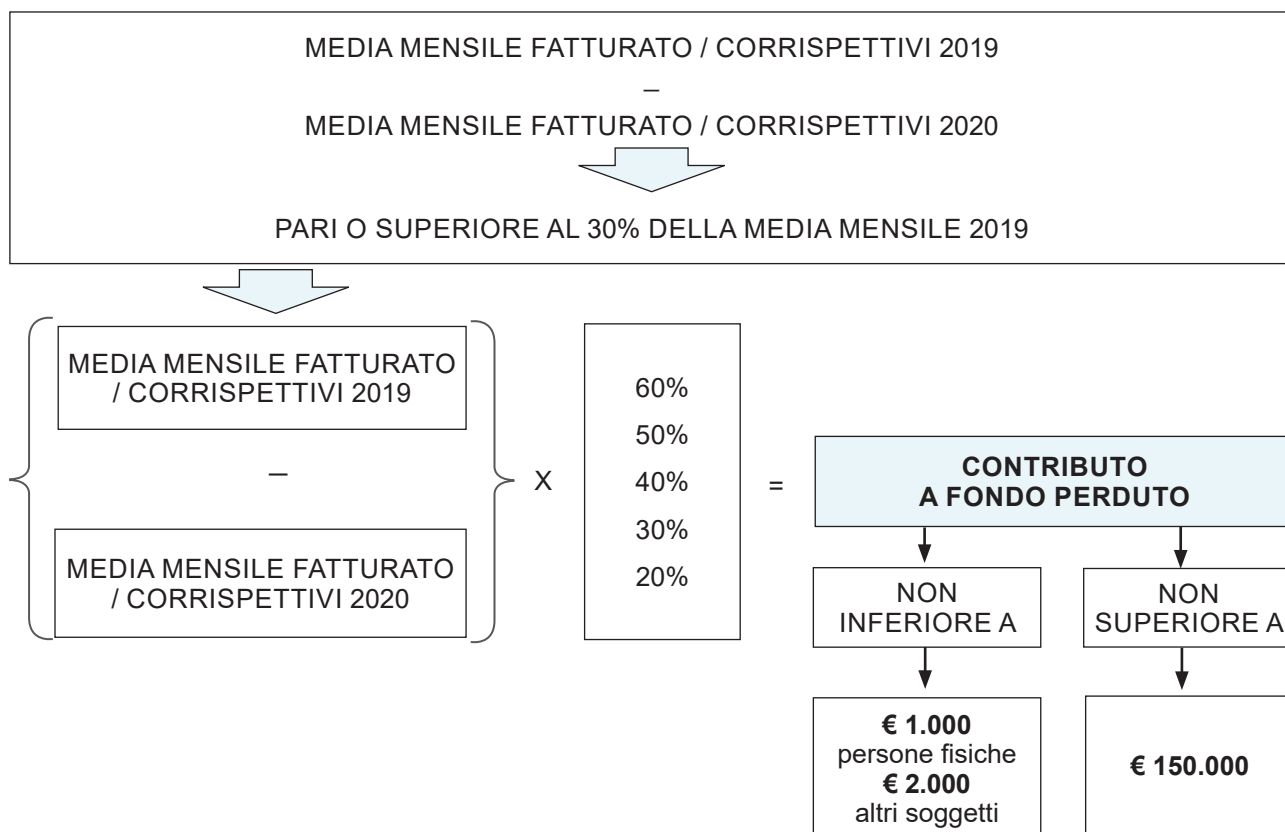 MEDIA MENSILE FATTURATO / CORRISPETTIVI 2019
–
MEDIA MENSILE FATTURATO / CORRISPETTIVI 2020
PARI O SUPERIORE AL 30% DELLA MEDIA MENSILE 2019
MEDIA MENSILE FATTURATO
/ CORRISPETTIVI 2019
–
MEDIA MENSILE FATTURATO
/ CORRISPETTIVI 2020
X
60%
50%
40%
30%
20%
=
CONTRIBUTO
A FONDO PERDUTO
NON
INFERIORE A
€ 1.000
persone fisiche
€ 2.000
altri soggetti
NON
SUPERIORE A
€ 150.000